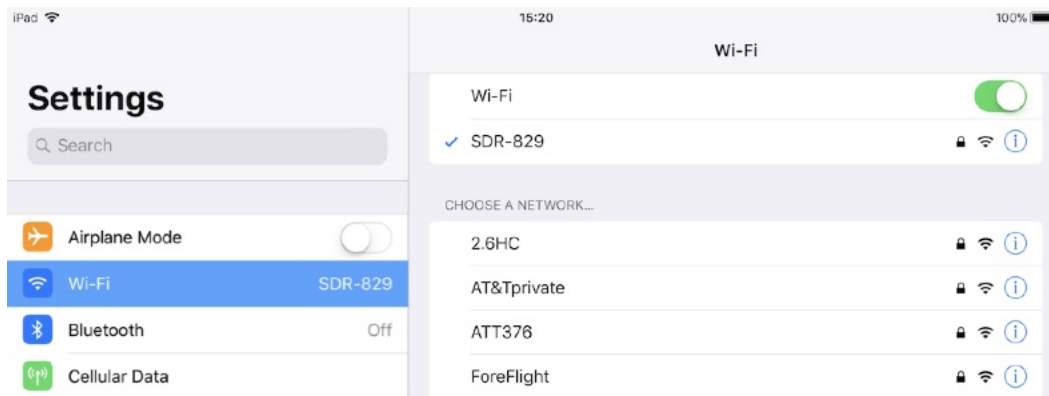 iPad 15:20 100%
Settings
Search
Airplane Mode
Wi-Fi SDR-829
Bluetooth Off
Cellular Data
Wi-Fi
Wi-Fi
SDR-829
CHOOSE A NETWORK...
2.6HC
AT&Tprivate
ATT376
ForeFlight